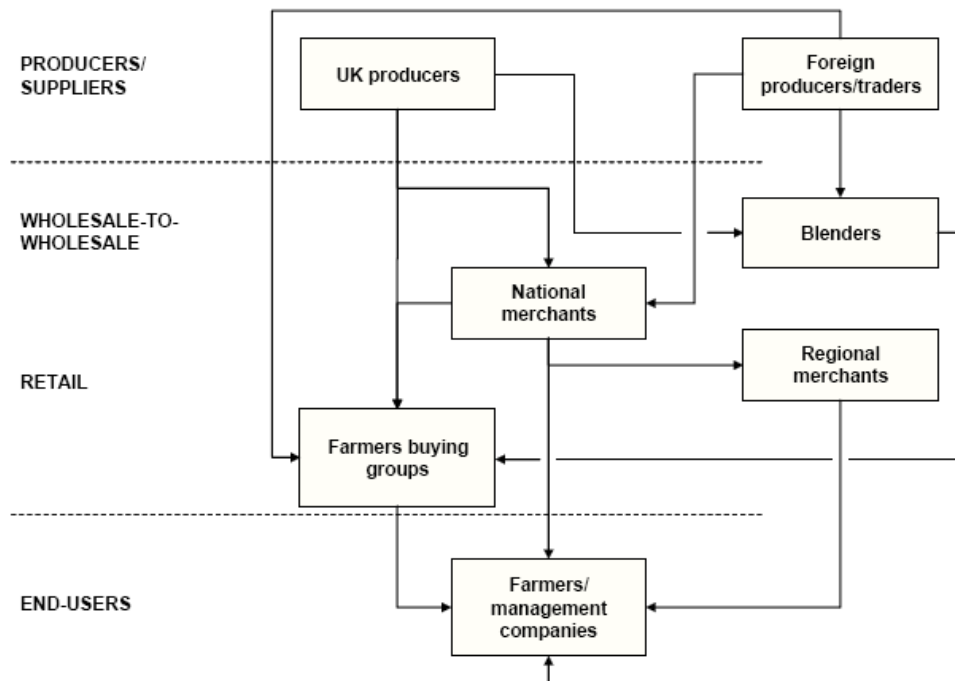 PRODUCERS/
SUPPLIERS
UK producers
Foreign
producers/traders
WHOLESALE-TO-
WHOLESALE
Blenders
National
merchants
Regional
merchants
RETAIL
Farmers buying
groups
END-USERS
Farmers/
management
companies